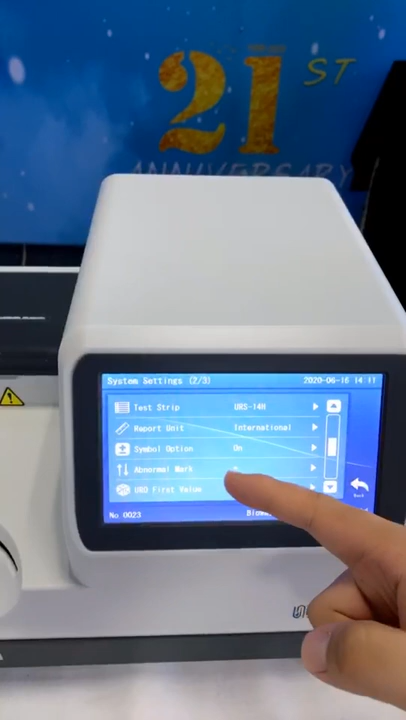 21 ST
ANNIVERSARY
System Settings (2/3) 2020-06-16 14:11
Test Strip URS-14H
Report Unit International
Symbol Option On
Abnormal Mark
URO First Value
Back
No 0023